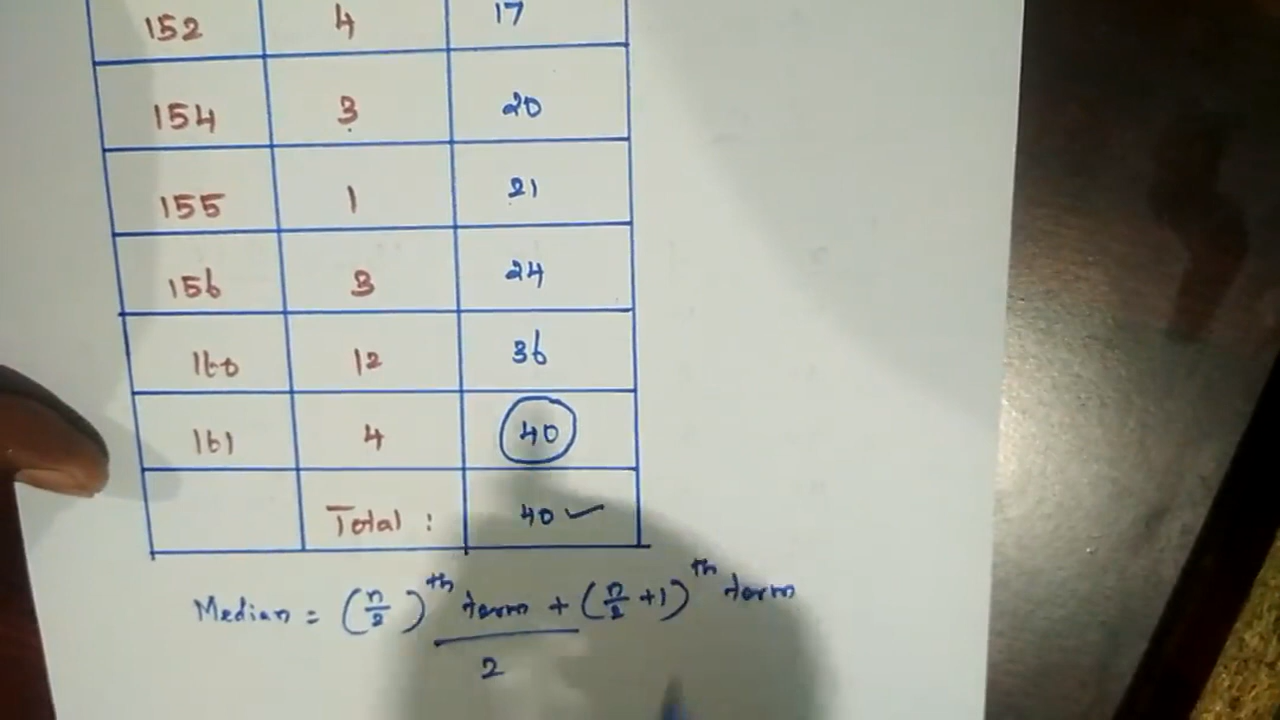 152 4 17
154 3 20
155 1 21
156 3 24
160 12 36
161 4 40
Total : 40 ✓
Median = (n/2)^th term + (n/2 + 1)^th term
2